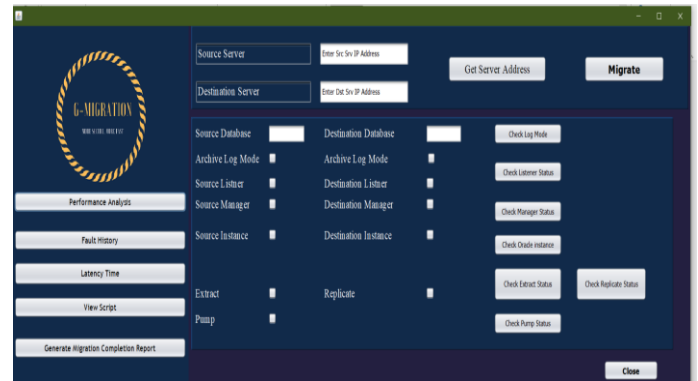 G-MIGRATION
Performance Analysis
Fault History
Latency Time
View Script
Generate Migration Completion Report
Source Server
Enter Src Srv IP Address
Destination Server
Enter Dst Srv IP Address
Get Server Address
Migrate
Source Database
Destination Database
Check Log Mode
Archive Log Mode
Archive Log Mode
Check Listener Status
Source Listner
Destination Listner
Source Manager
Destination Manager
Check Manager Status
Source Instance
Destination Instance
Check Oracle instance
Extract
Replicate
Check Extract Status
Check Replicate Status
Pump
Check Pump Status
Close